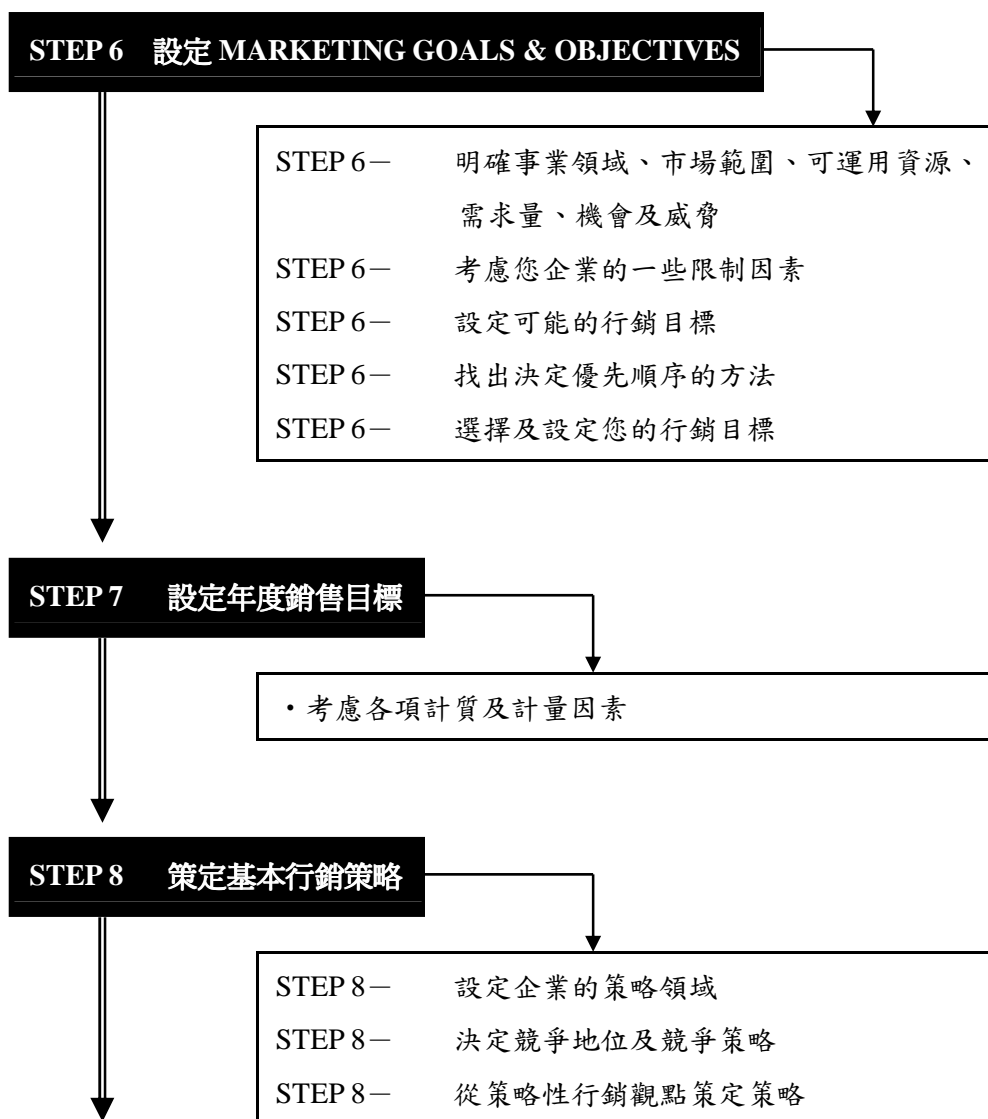 STEP 6 設定 MARKETING GOALS & OBJECTIVES
STEP 6－ 明確事業領域、市場範圍、可運用資源、
需求量、機會及威脅
STEP 6－ 考慮您企業的一些限制因素
STEP 6－ 設定可能的行銷目標
STEP 6－ 找出決定優先順序的方法
STEP 6－ 選擇及設定您的行銷目標
STEP 7 設定年度銷售目標
・考慮各項計質及計量因素
STEP 8 策定基本行銷策略
STEP 8－ 設定企業的策略領域
STEP 8－ 決定競爭地位及競爭策略
STEP 8－ 從策略性行銷觀點策定策略